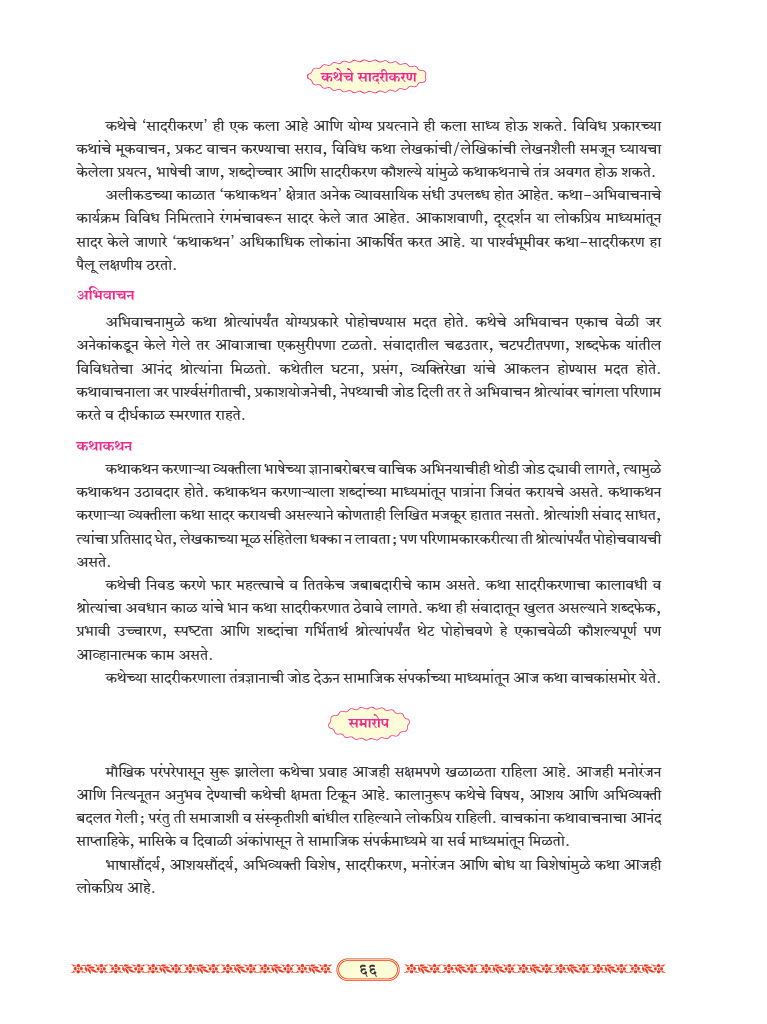 कथेचे सादरीकरण
कथेचे ‘सादरीकरण’ ही एक कला आहे आणि योग्य प्रयत्नाने ही कला साध्य होऊ शकते. विविध प्रकारच्या
कथांचे मूकवाचन, प्रकट वाचन करण्याचा सराव, विविध कथा लेखकांची/लेखिकांची लेखनशैली समजून घ्यायचा
केलेला प्रयत्न, भाषेची जाण, शब्दोच्चार आणि सादरीकरण कौशल्ये यांमुळे कथाकथनाचे तंत्र अवगत होऊ शकते.
अलीकडच्या काळात ‘कथाकथन’ क्षेत्रात अनेक व्यावसायिक संधी उपलब्ध होत आहेत. कथा-अभिवाचनाचे
कार्यक्रम विविध निमित्ताने रंगमंचावरून सादर केले जात आहेत. आकाशवाणी, दूरदर्शन या लोकप्रिय माध्यमांतून
सादर केले जाणारे ‘कथाकथन’ अधिकाधिक लोकांना आकर्षित करत आहे. या पार्श्वभूमीवर कथा-सादरीकरण हा
पैलू लक्षणीय ठरतो.
अभिवाचन
अभिवाचनामुळे कथा श्रोत्यांपर्यंत योग्यप्रकारे पोहोचण्यास मदत होते. कथेचे अभिवाचन एकाच वेळी जर
अनेकांकडून केले गेले तर आवाजाचा एकसुरीपणा टळतो. संवादातील चढउतार, चटपटीतपणा, शब्दफेक यांतील
विविधतेचा आनंद श्रोत्यांना मिळतो. कथेतील घटना, प्रसंग, व्यक्तिरेखा यांचे आकलन होण्यास मदत होते.
कथावाचनाला जर पार्श्वसंगीताची, प्रकाशयोजनेची, नेपथ्याची जोड दिली तर ते अभिवाचन श्रोत्यांवर चांगला परिणाम
करते व दीर्घकाळ स्मरणात राहते.
कथाकथन
कथाकथन करणाऱ्या व्यक्तीला भाषेच्या ज्ञानाबरोबरच वाचिक अभिनयाचीही थोडी जोड द्यावी लागते, त्यामुळे
कथाकथन उठावदार होते. कथाकथन करणाऱ्याला शब्दांच्या माध्यमांतून पात्रांना जिवंत करायचे असते. कथाकथन
करणाऱ्या व्यक्तीला कथा सादर करायची असल्याने कोणताही लिखित मजकूर हातात नसतो. श्रोत्यांशी संवाद साधत,
त्यांचा प्रतिसाद घेत, लेखकाच्या मूळ संहितेला धक्का न लावता; पण परिणामकारकरीत्या ती श्रोत्यांपर्यंत पोहोचवायची
असते.
कथेची निवड करणे फार महत्त्वाचे व तितकेच जबाबदारीचे काम असते. कथा सादरीकरणाचा कालावधी व
श्रोत्यांचा अवधान काळ यांचे भान कथा सादरीकरणात ठेवावे लागते. कथा ही संवादातून खुलत असल्याने शब्दफेक,
प्रभावी उच्चारण, स्पष्टता आणि शब्दांचा गर्भितार्थ श्रोत्यांपर्यंत थेट पोहोचवणे हे एकाचवेळी कौशल्यपूर्ण पण
आव्हानात्मक काम असते.
कथेच्या सादरीकरणाला तंत्रज्ञानाची जोड देऊन सामाजिक संपर्काच्या माध्यमांतून आज कथा वाचकांसमोर येते.
समारोप
मौखिक परंपरेपासून सुरू झालेला कथेचा प्रवाह आजही सक्षमपणे खळाळता राहिला आहे. आजही मनोरंजन
आणि नित्यनूतन अनुभव देण्याची कथेची क्षमता टिकून आहे. कालानुरूप कथेचे विषय, आशय आणि अभिव्यक्ती
बदलत गेली; परंतु ती समाजाशी व संस्कृतीशी बांधील राहिल्याने लोकप्रिय राहिली. वाचकांना कथावाचनाचा आनंद
साप्ताहिके, मासिके व दिवाळी अंकांपासून ते सामाजिक संपर्कमाध्यमे या सर्व माध्यमांतून मिळतो.
भाषासौंदर्य, आशयसौंदर्य, अभिव्यक्ती विशेष, सादरीकरण, मनोरंजन आणि बोध या विशेषांमुळे कथा आजही
लोकप्रिय आहे.
६६